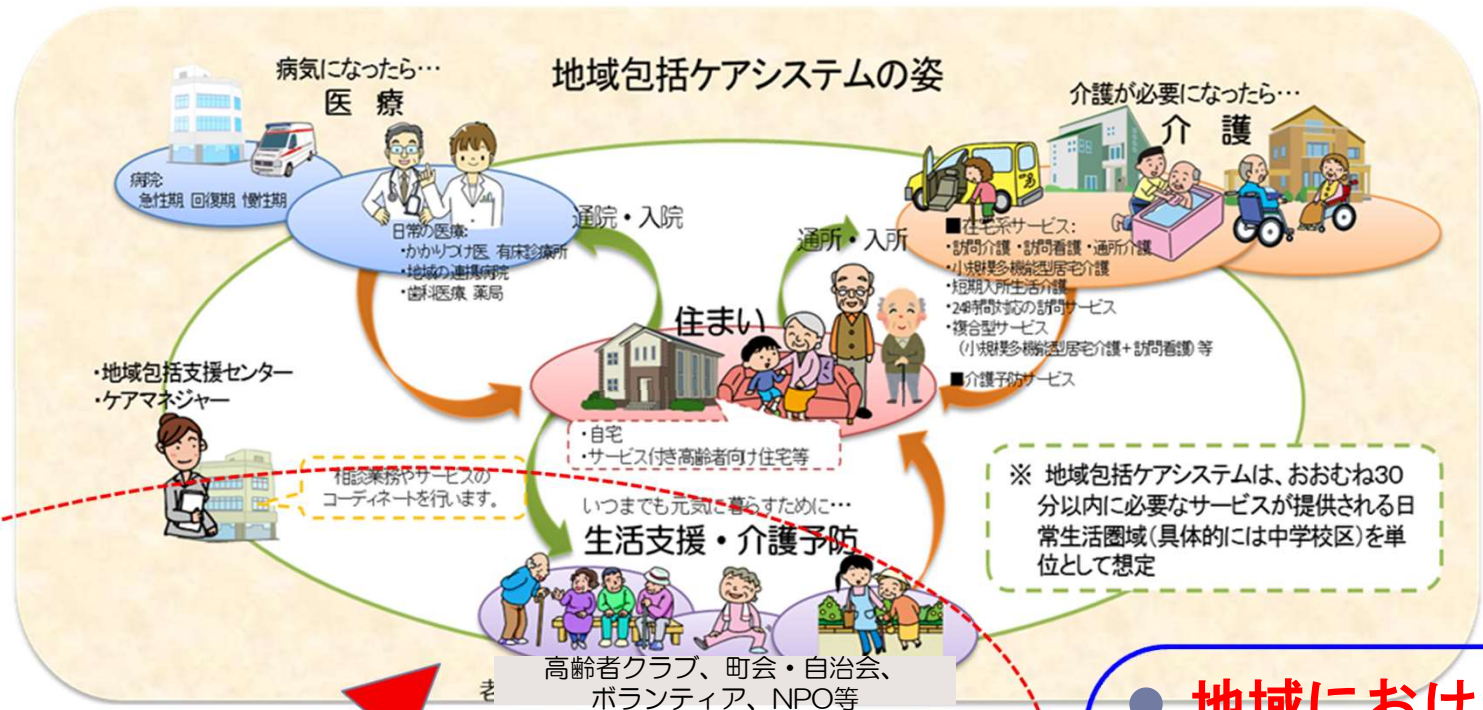 地域包括ケアシステムの姿
病気になったら…
医 療
病院:
急性期 回復期 慢性期
日常の医療:
・かかりつけ医 有床診療所
・地域の連携病院
・歯科医療 薬局
通院・入院
介護が必要になったら…
介 護
通所・入所
■在宅系サービス:
・訪問介護・訪問看護・通所介護
・小規模多機能型居宅介護
・短期入所生活介護
・24時間対応の訪問サービス
・複合型サービス
(小規模多機能型居宅介護+訪問看護)等
■介護予防サービス
住まい
・自宅
・サービス付き高齢者向け住宅等
・地域包括支援センター
・ケアマネジャー
相談業務やサービスの
コーディネートを行います。
いつまでも元気に暮らすために…
生活支援・介護予防
※ 地域包括ケアシステムは、おおむね30
分以内に必要なサービスが提供される日
常生活圏域(具体的には中学校区)を単
位として想定
老
高齢者クラブ、町会・自治会、
ボランティア、NPO等
● 地域におけ